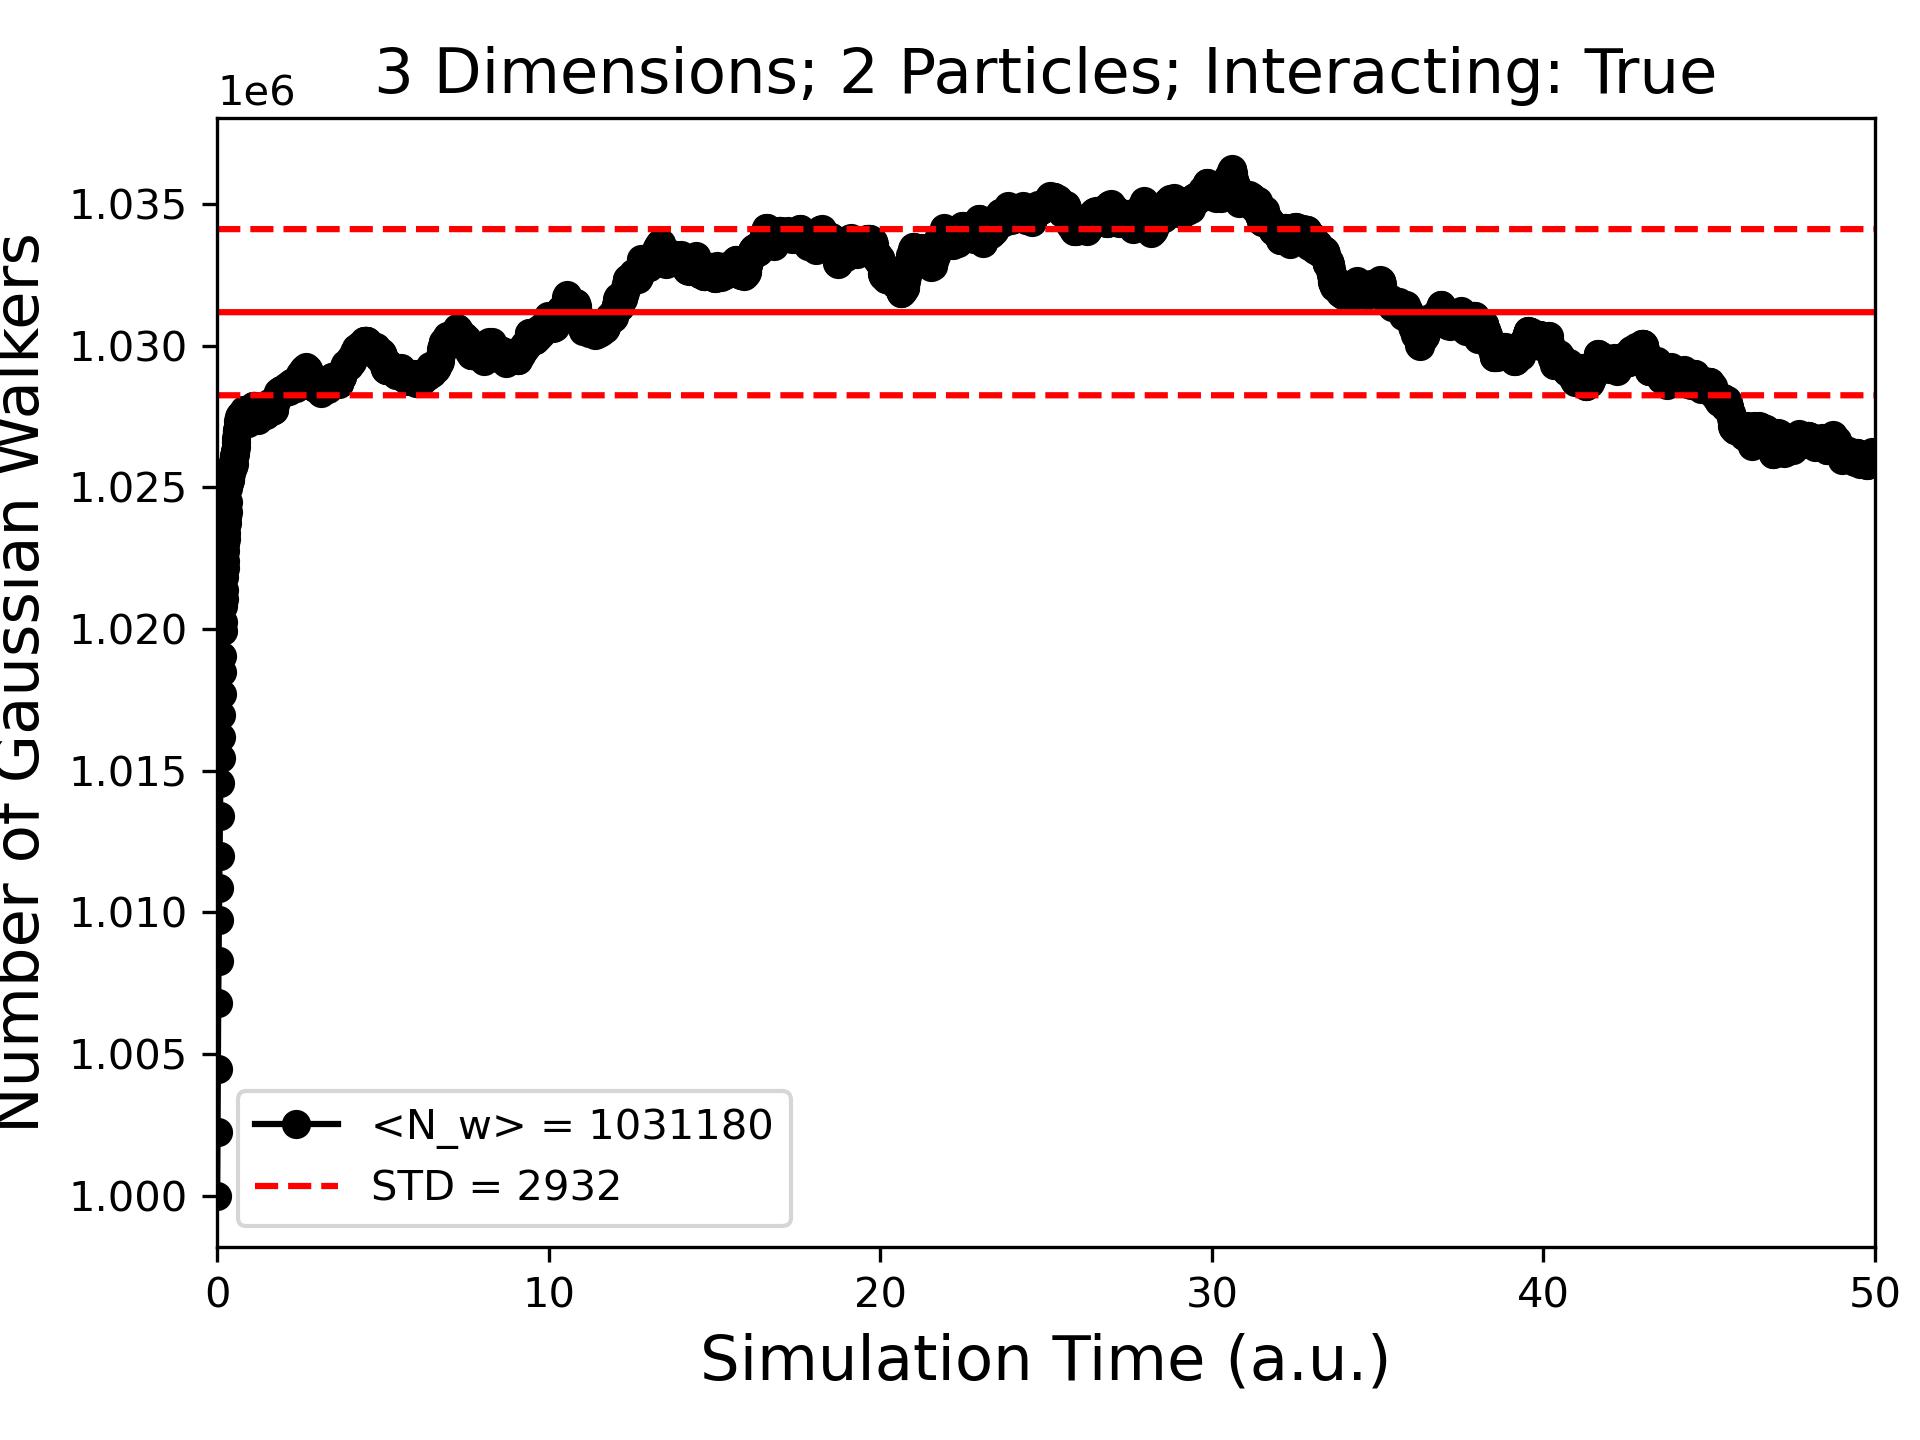 3 Dimensions; 2 Particles; Interacting: True
1e6
Number of Gaussian Walkers
1.035
1.030
1.025
1.020
1.015
1.010
1.005
1.000
<N_w> = 1031180
STD = 2932
0 10 20 30 40 50
Simulation Time (a.u.)